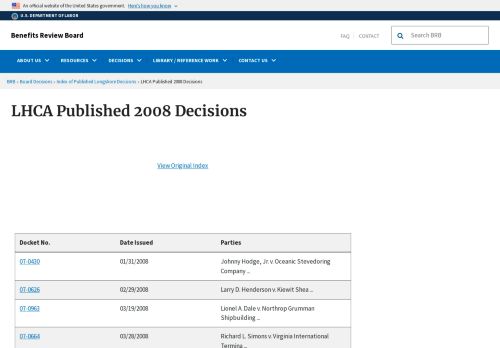 An official website of the United States government. Here's how you know
U.S. DEPARTMENT OF LABOR
Benefits Review Board
FAQ CONTACT
Search BRB
ABOUT US RESOURCES DECISIONS LIBRARY / REFERENCE WORK CONTACT US
BRB » Board Decisions » Index of Published Longshore Decisions » LHCA Published 2008 Decisions
LHCA Published 2008 Decisions
View Original Index
Docket No. Date Issued Parties
07-0430 01/31/2008 Johnny Hodge, Jr. v. Oceanic Stevedoring
Company ...
07-0626 02/29/2008 Larry D. Henderson v. Kiewit Shea ...
07-0963 03/19/2008 Lionel A. Dale v. Northrop Grumman
Shipbuilding ...
07-0664 03/28/2008 Richard L. Simons v. Virginia International
Termina ...